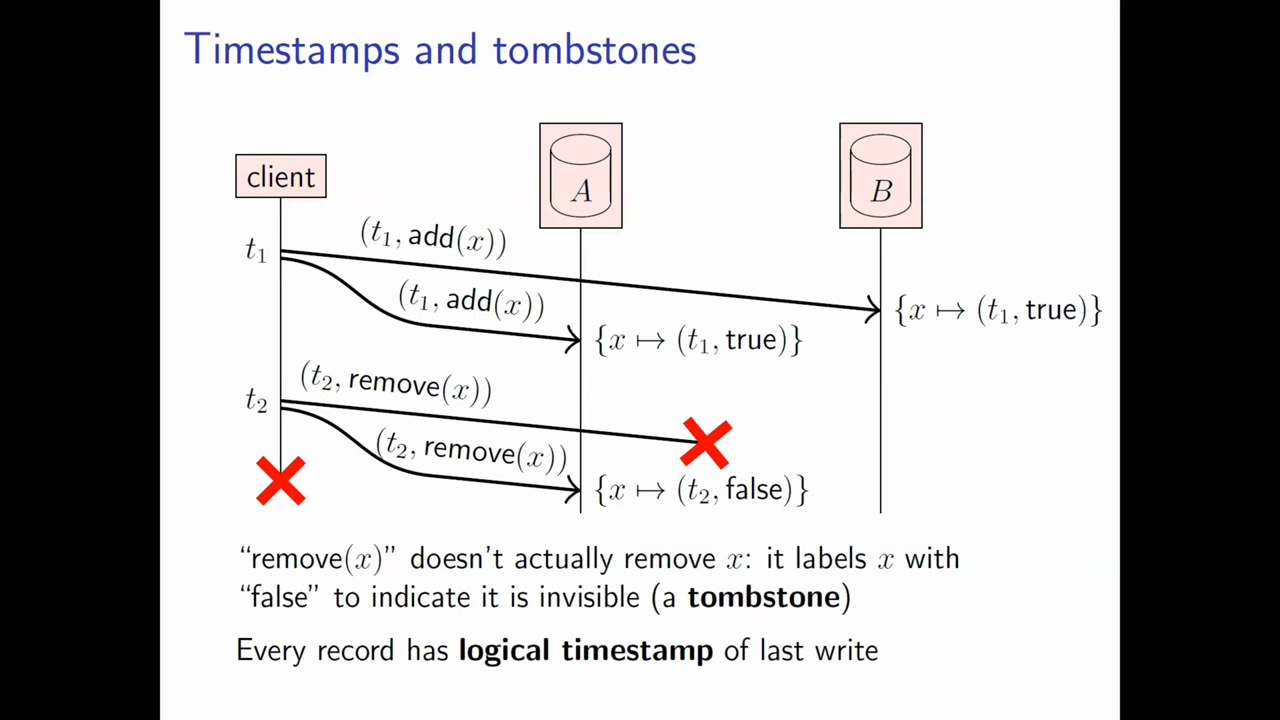 Timestamps and tombstones
client
A
B
t₁
(t₁, add(x))
(t₁, add(x))
{x ↦ (t₁, true)}
{x ↦ (t₁, true)}
t₂
(t₂, remove(x))
(t₂, remove(x))
{x ↦ (t₂, false)}
“remove(x)” doesn't actually remove x: it labels x with
“false” to indicate it is invisible (a tombstone)
Every record has logical timestamp of last write